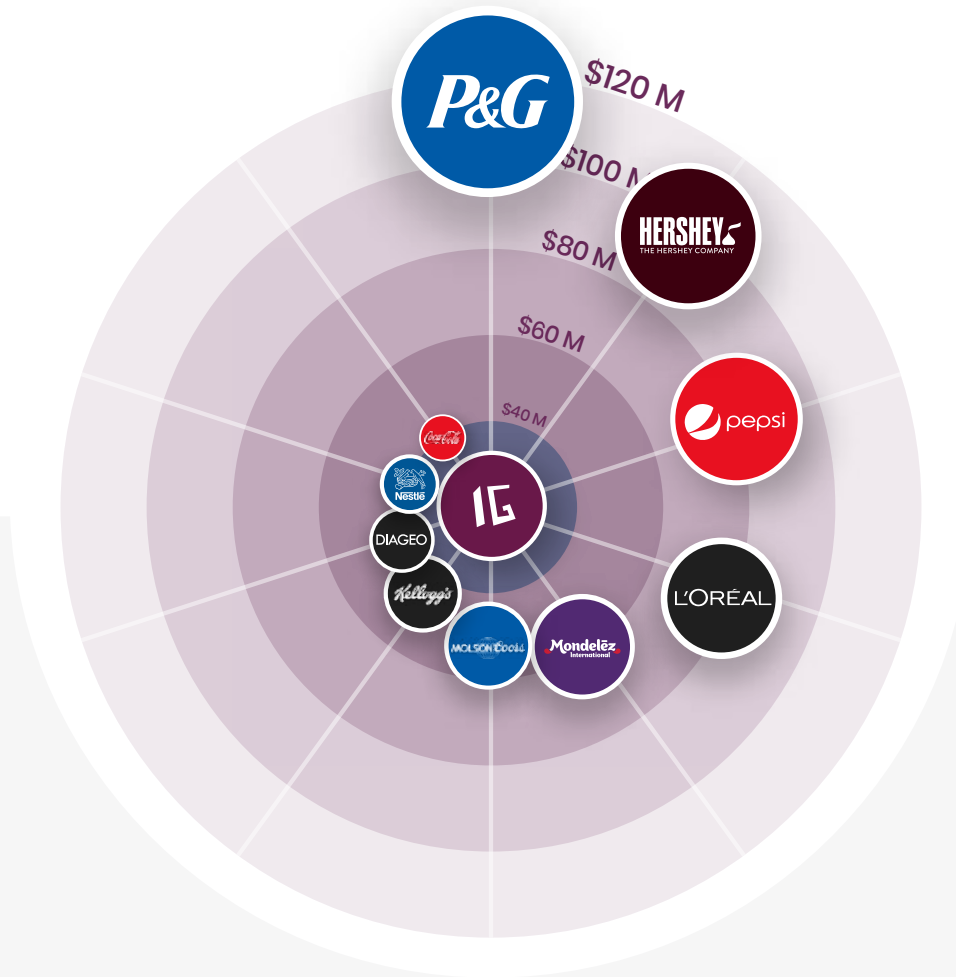 P&G
$120 M
$100 M
HERSHEY
THE HERSHEY COMPANY
$80 M
$60 M
pepsi
$40 M
Coca-Cola
Nestlé
IG
DIAGEO
Kellogg's
L'ORÉAL
MOLSON Coors
Mondelēz
International